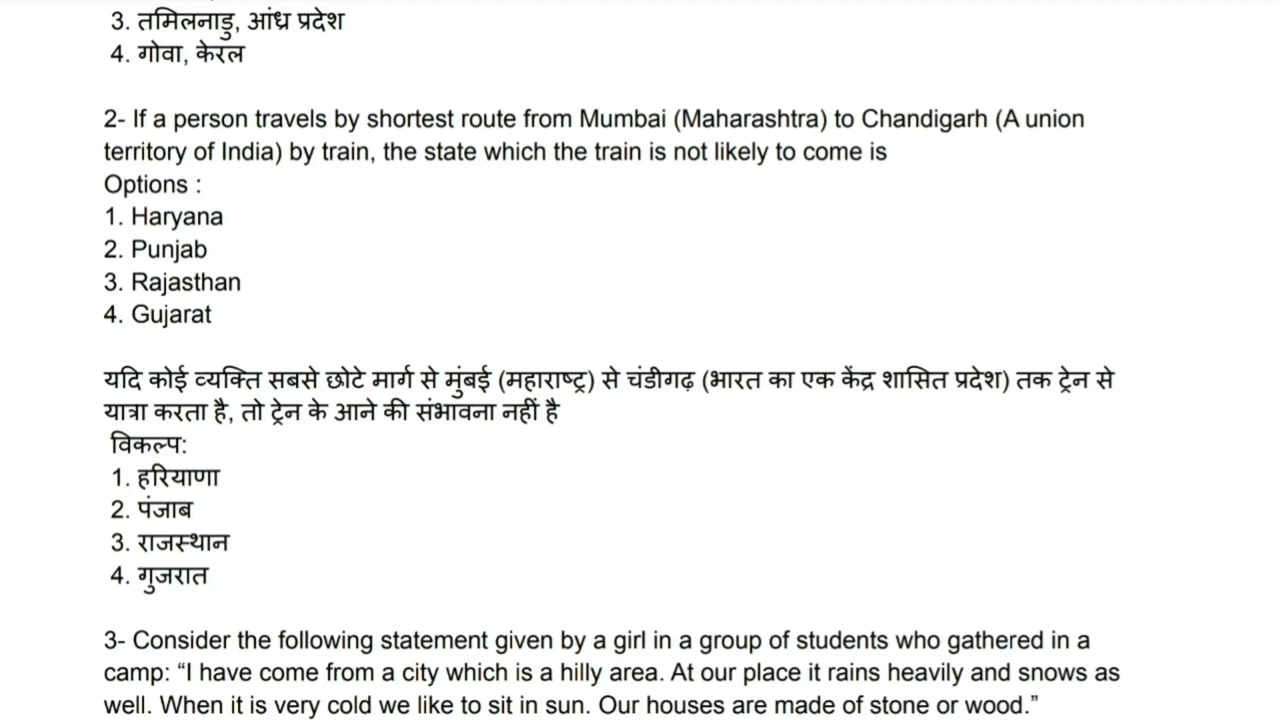 3. तमिलनाडु, आंध्र प्रदेश
4. गोवा, केरल
2- If a person travels by shortest route from Mumbai (Maharashtra) to Chandigarh (A union
territory of India) by train, the state which the train is not likely to come is
Options :
1. Haryana
2. Punjab
3. Rajasthan
4. Gujarat
यदि कोई व्यक्ति सबसे छोटे मार्ग से मुंबई (महाराष्ट्र) से चंडीगढ़ (भारत का एक केंद्र शासित प्रदेश) तक ट्रेन से
यात्रा करता है, तो ट्रेन के आने की संभावना नहीं है
विकल्प:
1. हरियाणा
2. पंजाब
3. राजस्थान
4. गुजरात
3- Consider the following statement given by a girl in a group of students who gathered in a
camp: “I have come from a city which is a hilly area. At our place it rains heavily and snows as
well. When it is very cold we like to sit in sun. Our houses are made of stone or wood.”